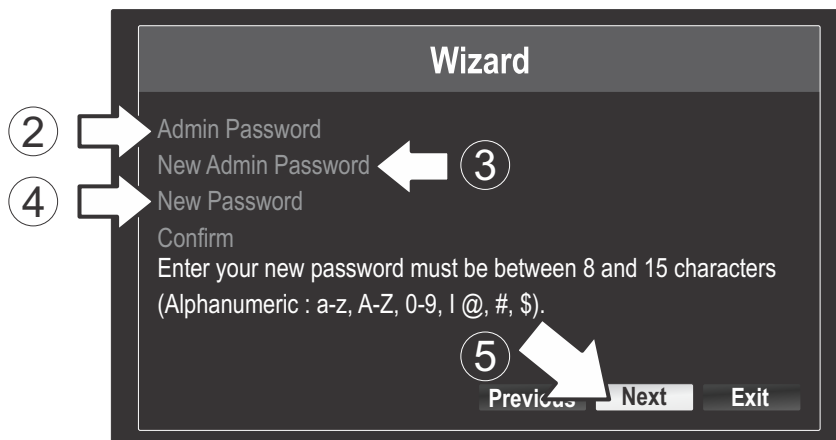 Wizard
② Admin Password
New Admin Password ③
④ New Password
Confirm
Enter your new password must be between 8 and 15 characters
(Alphanumeric : a-z, A-Z, 0-9, I @, #, $).
⑤
Previous Next Exit